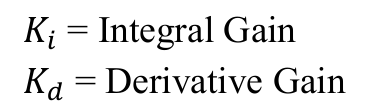 K_i = Integral Gain
K_d = Derivative Gain